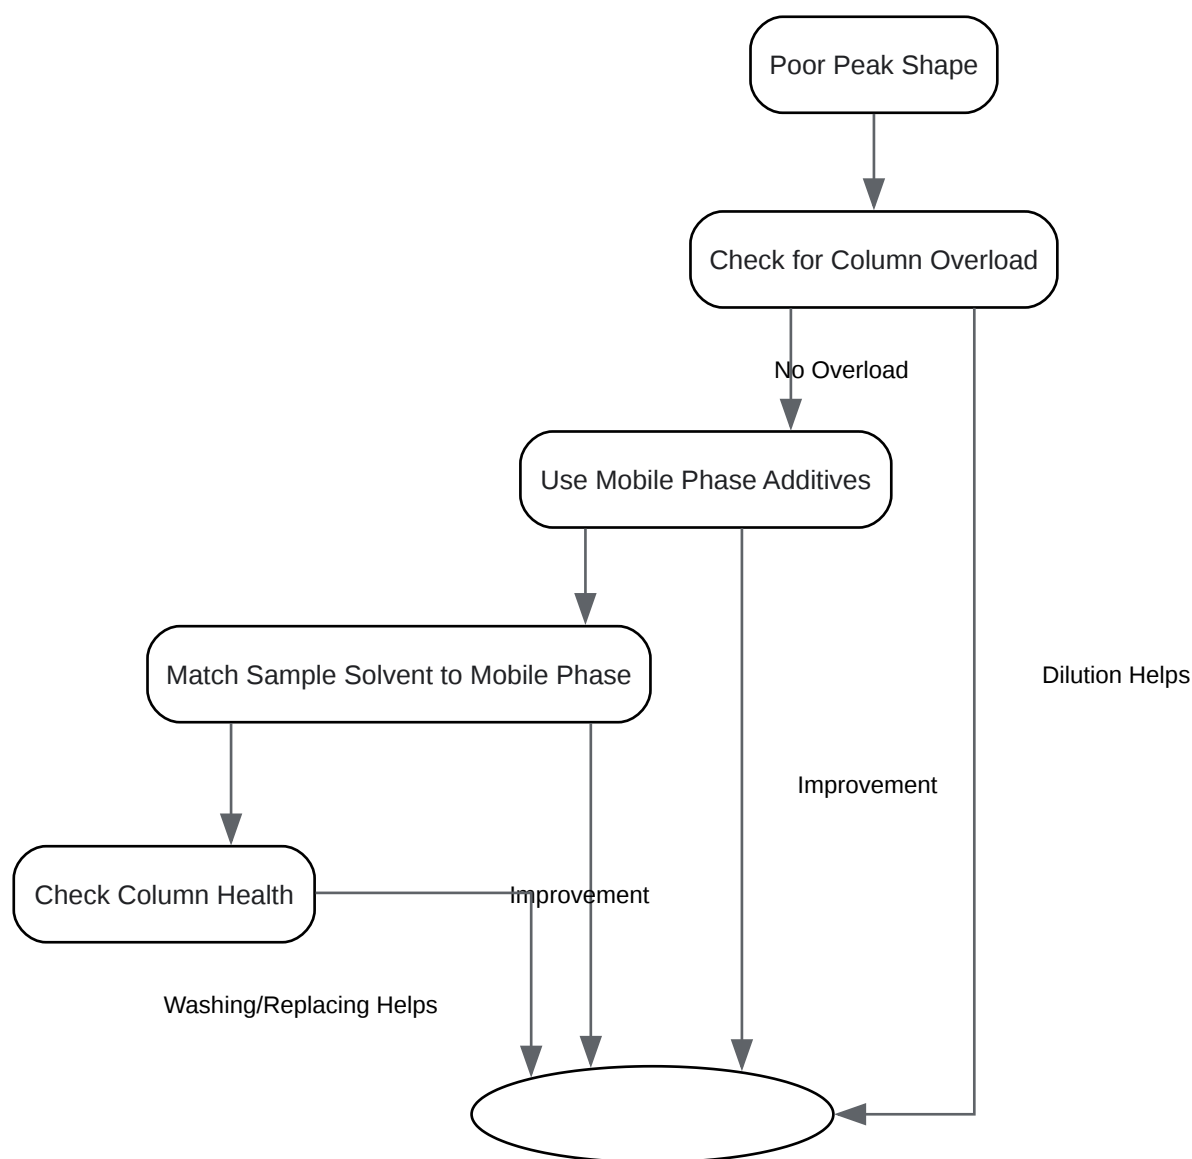 Poor Peak Shape
Check for Column Overload
No Overload
Use Mobile Phase Additives
Match Sample Solvent to Mobile Phase
Dilution Helps
Improvement
Check Column Health
Improvement
Washing/Replacing Helps